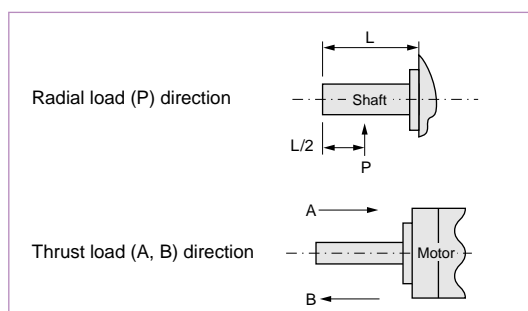 L
Radial load (P) direction
Shaft
L/2
P
A
Thrust load (A, B) direction
Motor
B